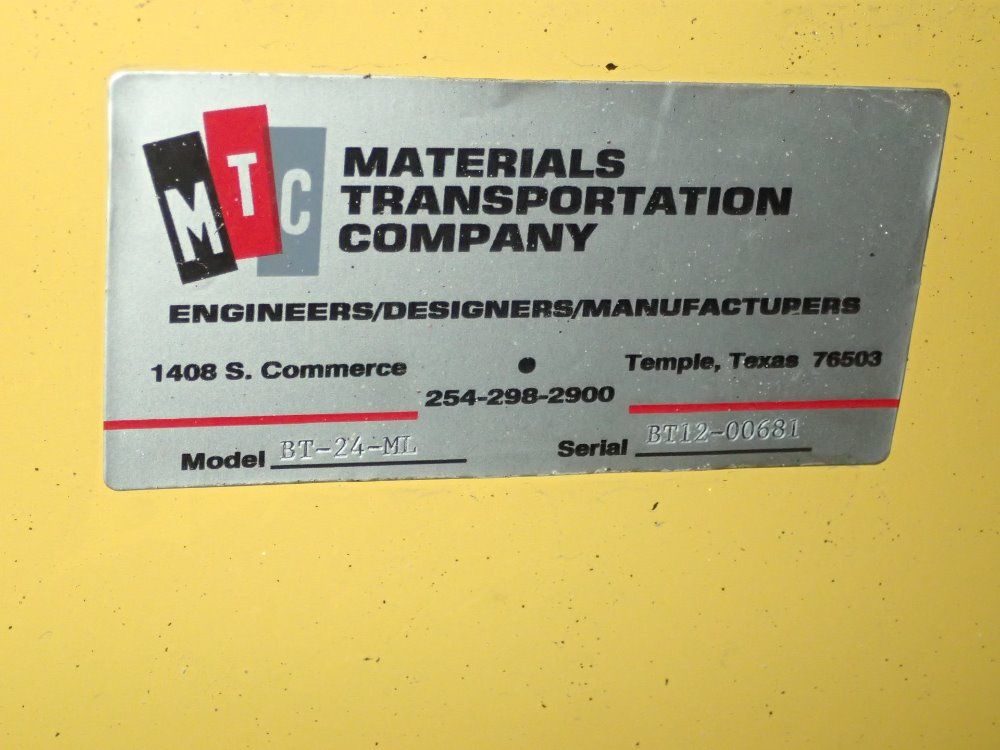 MTC
MATERIALS
TRANSPORTATION
COMPANY
ENGINEERS/DESIGNERS/MANUFACTURERS
1408 S. Commerce • Temple, Texas 76503
254-298-2900
Model BT-24-ML Serial BT12-00681